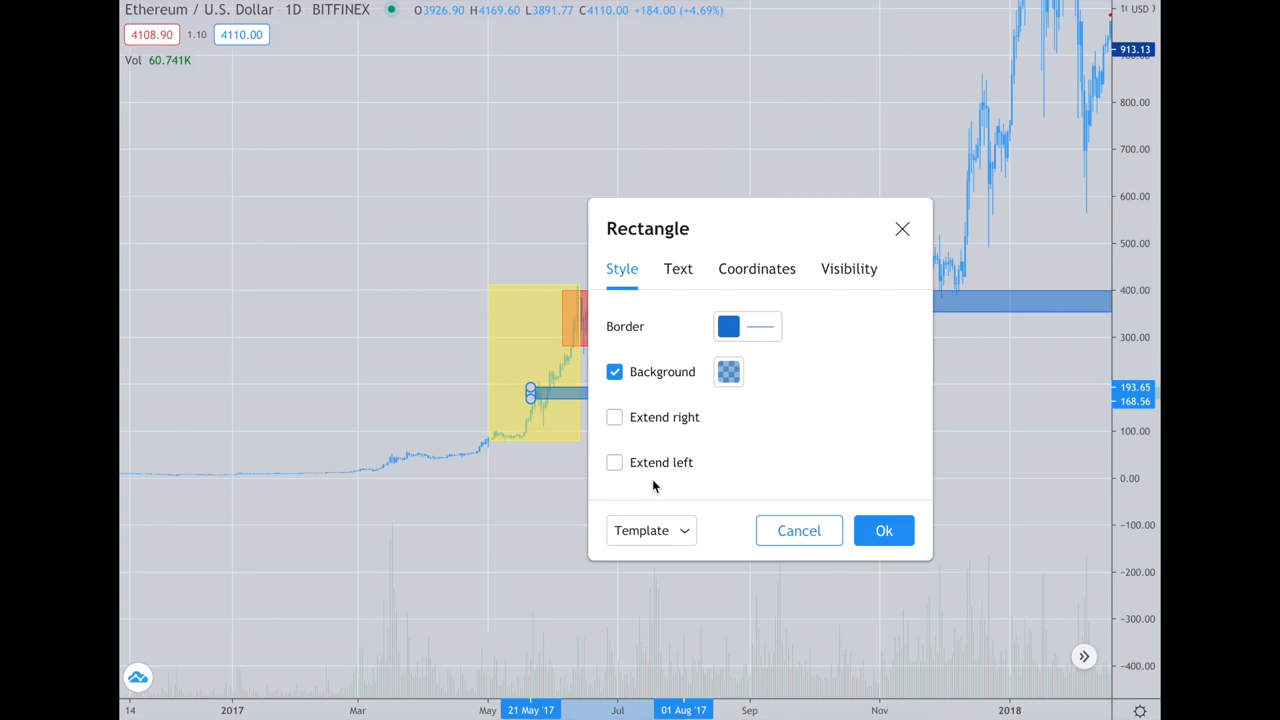 Ethereum / U.S. Dollar 1D BITFINEX O3926.90 H4169.60 L3891.77 C4110.00 +184.00 (+4.69%)
4108.90 1.10 4110.00
Vol 60.741K
913.13
800.00
700.00
600.00
500.00
400.00
300.00
193.65
168.56
100.00
0.00
−100.00
−200.00
−300.00
−400.00
Rectangle
Style Text Coordinates Visibility
Border
Background
Extend right
Extend left
Template Cancel Ok
14 2017 Mar May 21 May '17 Jul 01 Aug '17 Sep Nov 2018